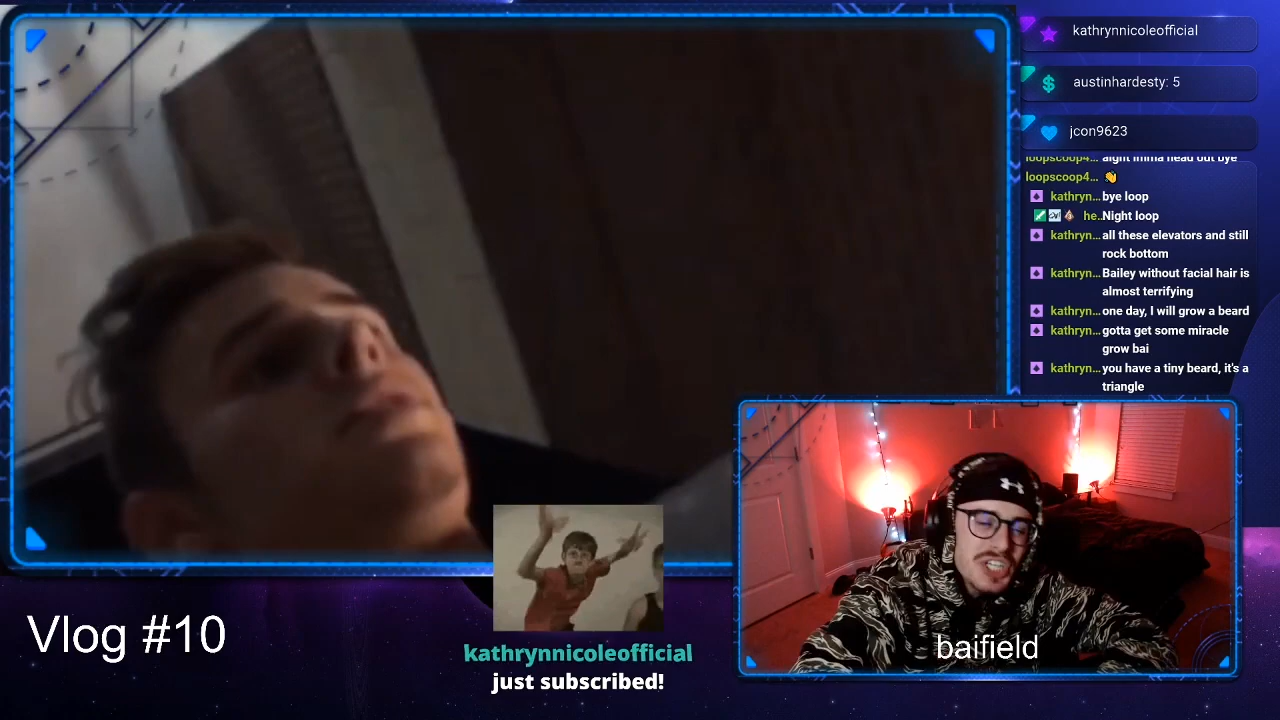 kathrynnicoleofficial
austinhardesty: 5
jcon9623
loopscoop4... aight imma head out bye
loopscoop4... 👏
kathryn... bye loop
he.. Night loop
kathryn... all these elevators and still
rock bottom
kathryn... Bailey without facial hair is
almost terrifying
kathryn... one day, I will grow a beard
kathryn... gotta get some miracle
grow bai
kathryn... you have a tiny beard, it's a
triangle
Vlog #10
kathrynnicoleofficial
just subscribed!
baifield